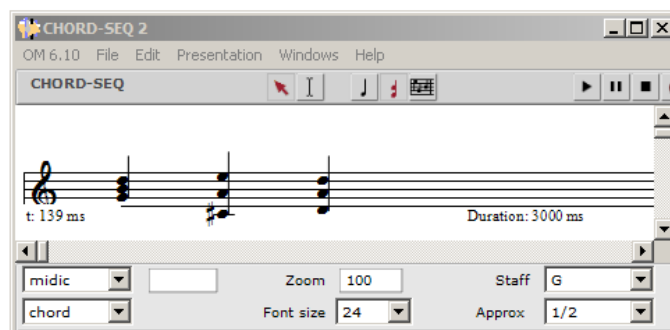 CHORD-SEQ 2
OM 6.10 File Edit Presentation Windows Help
CHORD-SEQ
t: 139 ms Duration: 3000 ms
midic Zoom 100 Staff G
chord Font size 24 Approx 1/2